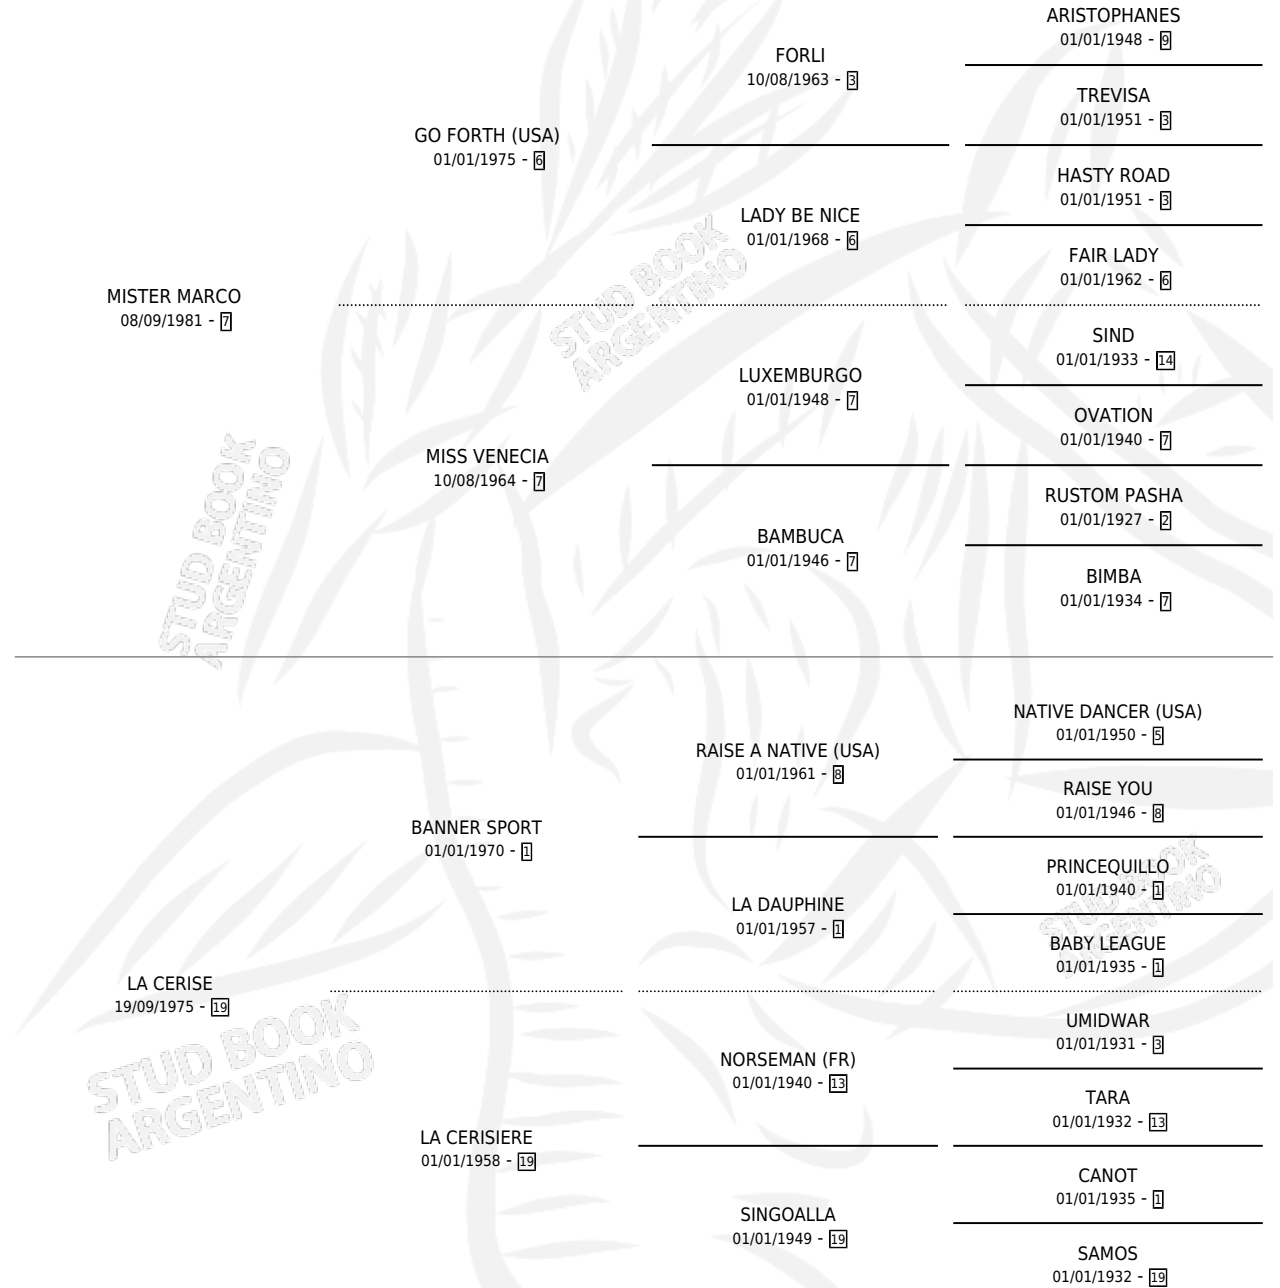 ARISTOPHANES
01/01/1948 - 9
FORLI
10/08/1963 - 3
TREVISA
01/01/1951 - 3
GO FORTH (USA)
01/01/1975 - 6
HASTY ROAD
01/01/1951 - 3
LADY BE NICE
01/01/1968 - 6
FAIR LADY
01/01/1962 - 6
MISTER MARCO
08/09/1981 - 7
STUD BOOK
ARGENTINO
SIND
01/01/1933 - 14
LUXEMBURGO
01/01/1948 - 7
OVATION
01/01/1940 - 7
MISS VENECIA
10/08/1964 - 7
RUSTOM PASHA
01/01/1927 - 2
BAMBUCA
01/01/1946 - 7
BIMBA
01/01/1934 - 7
STUD BOOK
ARGENTINO
NATIVE DANCER (USA)
01/01/1950 - 5
RAISE A NATIVE (USA)
01/01/1961 - 8
RAISE YOU
01/01/1946 - 8
BANNER SPORT
01/01/1970 - 1
PRINCEQUILLO
01/01/1940 - 1
LA DAUPHINE
01/01/1957 - 1
STUD BOOK
ARGENTINO
BABY LEAGUE
01/01/1935 - 1
LA CERISE
19/09/1975 - 19
UMIDWAR
01/01/1931 - 3
NORSEMAN (FR)
01/01/1940 - 13
STUD BOOK
ARGENTINO
TARA
01/01/1932 - 13
LA CERISIERE
01/01/1958 - 19
CANOT
01/01/1935 - 1
SINGOALLA
01/01/1949 - 19
SAMOS
01/01/1932 - 19